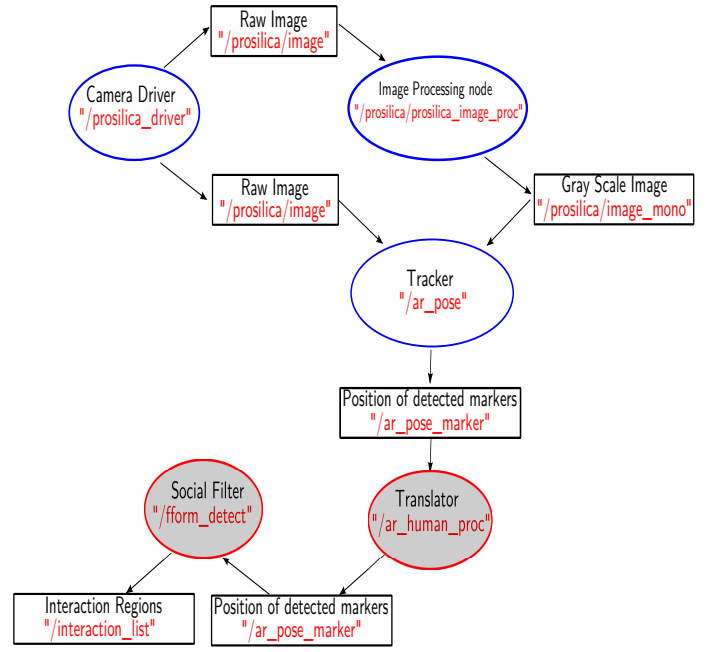 Raw Image
"/prosilica/image"
Camera Driver
"/prosilica_driver"
Image Processing node
"/prosilica/prosilica_image_proc"
Raw Image
"/prosilica/image"
Gray Scale Image
"/prosilica/image_mono"
Tracker
"/ar_pose"
Position of detected markers
"/ar_pose_marker"
Social Filter
"/fform_detect"
Translator
"/ar_human_proc"
Interaction Regions
"/interaction_list"
Position of detected markers
"/ar_pose_marker"